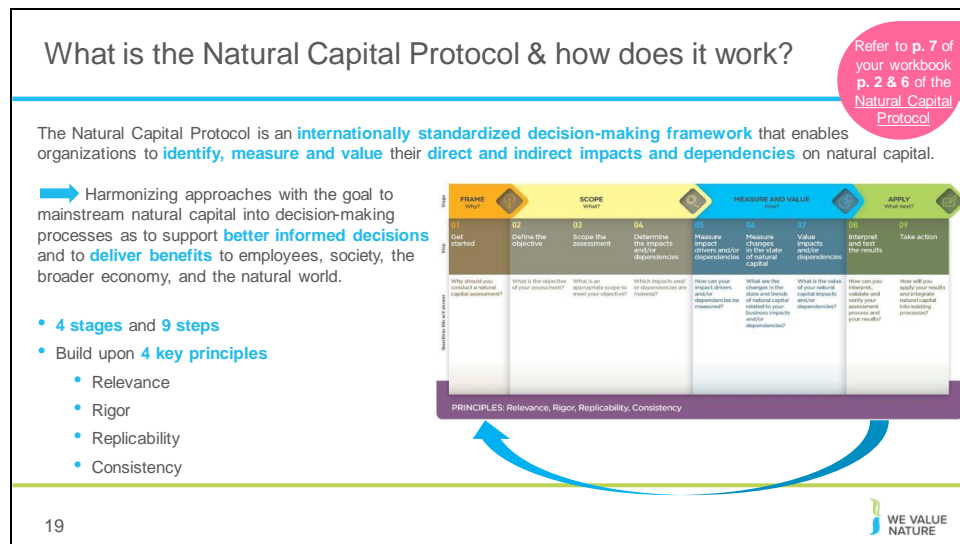 What is the Natural Capital Protocol & how does it work?
Refer to p. 7 of
your workbook
p. 2 & 6 of the
Natural Capital
Protocol
The Natural Capital Protocol is an internationally standardized decision-making framework that enables
organizations to identify, measure and value their direct and indirect impacts and dependencies on natural capital.
Harmonizing approaches with the goal to
mainstream natural capital into decision-making
processes as to support better informed decisions
and to deliver benefits to employees, society, the
broader economy, and the natural world.
• 4 stages and 9 steps
• Build upon 4 key principles
• Relevance
• Rigor
• Replicability
• Consistency
Stage
FRAME
Why?
SCOPE
What?
MEASURE AND VALUE
How?
APPLY
What next?
Step
01
Get
started
02
Define the
objective
03
Scope the
assessment
04
Determine
the impacts
and/or
dependencies
05
Measure
impact
drivers and/or
dependencies
06
Measure
changes
in the state
of natural
capital
07
Value
impacts
and/or
dependencies
08
Interpret
and test
the results
09
Take action
Questions this will answer
Why should you
conduct a natural
capital assessment?
What is the objective
of your assessment?
What is an
appropriate scope to
meet your objective?
Which impacts and/
or dependencies are
material?
How can your
impact drivers
and/or
dependencies be
measured?
What are the
changes in the
state and trends
of natural capital
related to your
business impacts
and/or
dependencies?
What is the value
of your natural
capital impacts
and/or
dependencies?
How can you
interpret,
validate and
verify your
assessment
process and
your results?
How will you
apply your results
and integrate
natural capital
into existing
processes?
PRINCIPLES: Relevance, Rigor, Replicability, Consistency
19
WE VALUE
NATURE